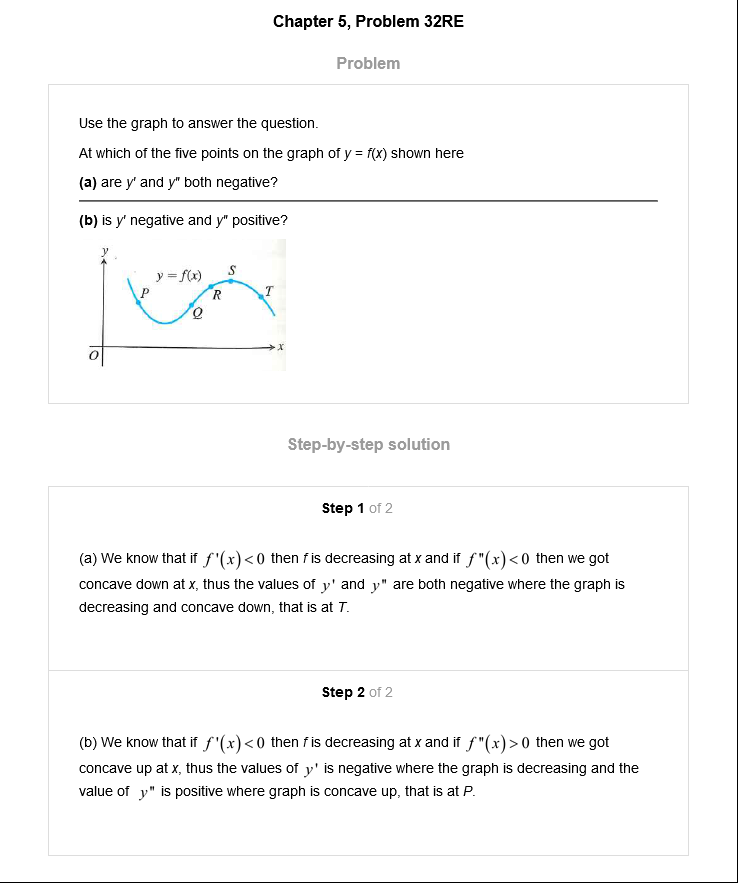 Chapter 5, Problem 32RE
Problem
Use the graph to answer the question.
At which of the five points on the graph of y = f(x) shown here
(a) are y′ and y″ both negative?
(b) is y′ negative and y″ positive?
y
y = f(x)
S
P
R
T
Q
O
x
Step-by-step solution
Step 1 of 2
(a) We know that if f '(x) < 0 then f is decreasing at x and if f "(x) < 0 then we got
concave down at x, thus the values of y' and y" are both negative where the graph is
decreasing and concave down, that is at T.
Step 2 of 2
(b) We know that if f '(x) < 0 then f is decreasing at x and if f "(x) > 0 then we got
concave up at x, thus the values of y' is negative where the graph is decreasing and the
value of y" is positive where graph is concave up, that is at P.